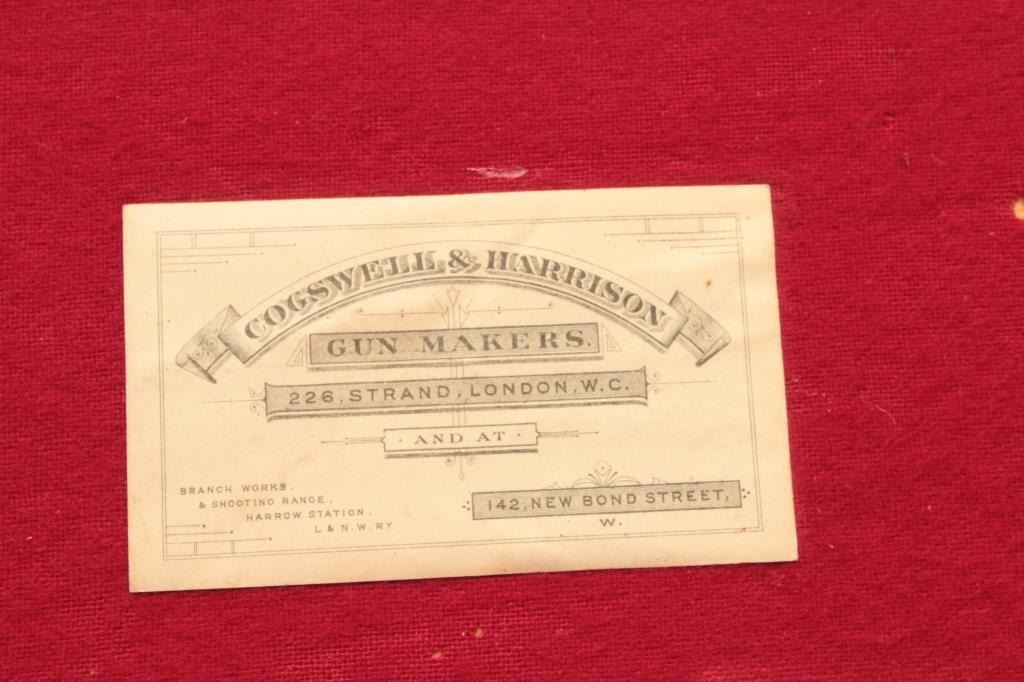 COGSWELL & HARRISON
GUN MAKERS.
226, STRAND, LONDON, W.C.
· AND AT ·
BRANCH WORKS.
& SHOOTING RANGE,
HARROW STATION,
L & N.W.RY
142, NEW BOND STREET,
W.